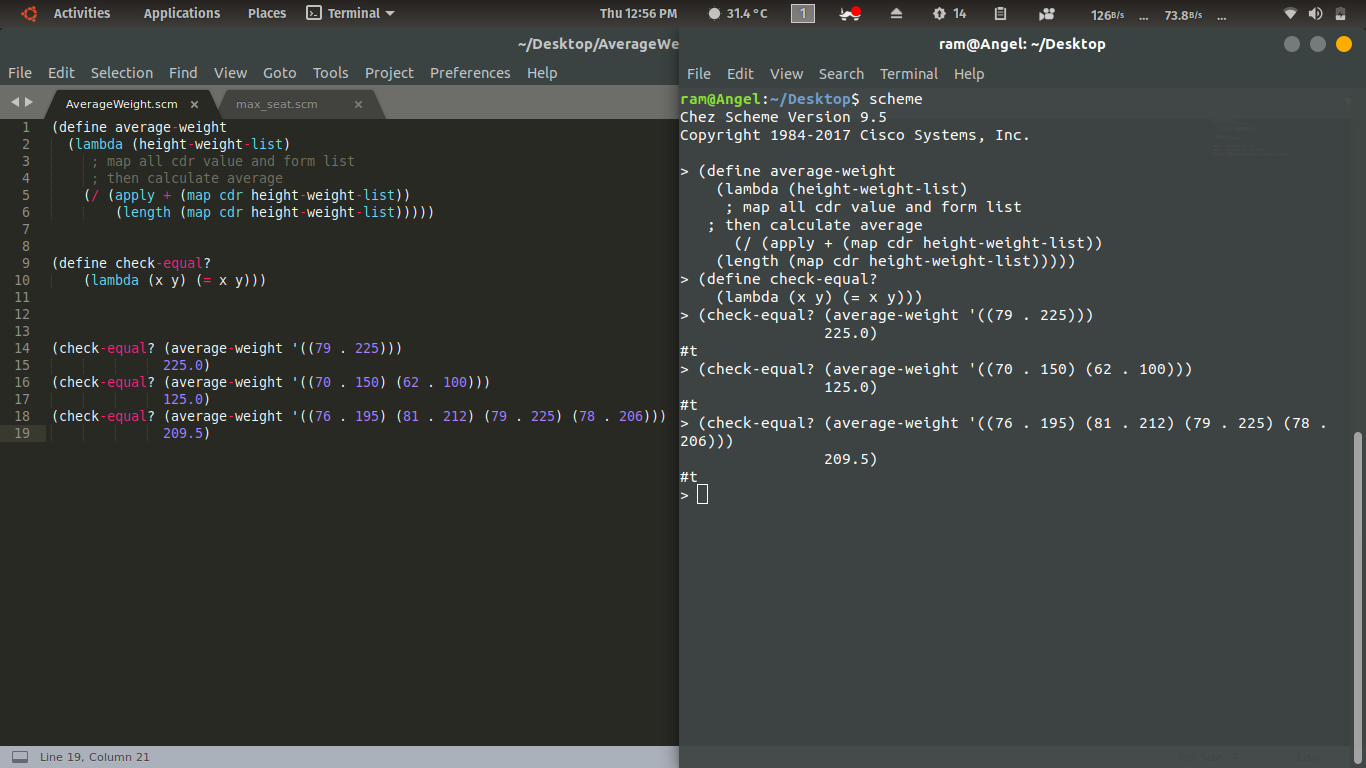 Activities Applications Places Terminal Thu 12:56 PM 31.4 °C 1 14 126B/s ... 73.8B/s ...
~/Desktop/AverageWe
File Edit Selection Find View Goto Tools Project Preferences Help
AverageWeight.scm × max_seat.scm ×
1 (define average-weight
2 (lambda (height-weight-list)
3 ; map all cdr value and form list
4 ; then calculate average
5 (/ (apply + (map cdr height-weight-list))
6 (length (map cdr height-weight-list)))))
7
8
9 (define check-equal?
10 (lambda (x y) (= x y)))
11
12
13
14 (check-equal? (average-weight '((79 . 225)))
15 225.0)
16 (check-equal? (average-weight '((70 . 150) (62 . 100)))
17 125.0)
18 (check-equal? (average-weight '((76 . 195) (81 . 212) (79 . 225) (78 . 206)))
19 209.5)
Line 19, Column 21
ram@Angel: ~/Desktop
File Edit View Search Terminal Help
ram@Angel:~/Desktop$ scheme
Chez Scheme Version 9.5
Copyright 1984-2017 Cisco Systems, Inc.
> (define average-weight
(lambda (height-weight-list)
; map all cdr value and form list
; then calculate average
(/ (apply + (map cdr height-weight-list))
(length (map cdr height-weight-list)))))
> (define check-equal?
(lambda (x y) (= x y)))
> (check-equal? (average-weight '((79 . 225)))
225.0)
#t
> (check-equal? (average-weight '((70 . 150) (62 . 100)))
125.0)
#t
> (check-equal? (average-weight '((76 . 195) (81 . 212) (79 . 225) (78 .
206)))
209.5)
#t
>